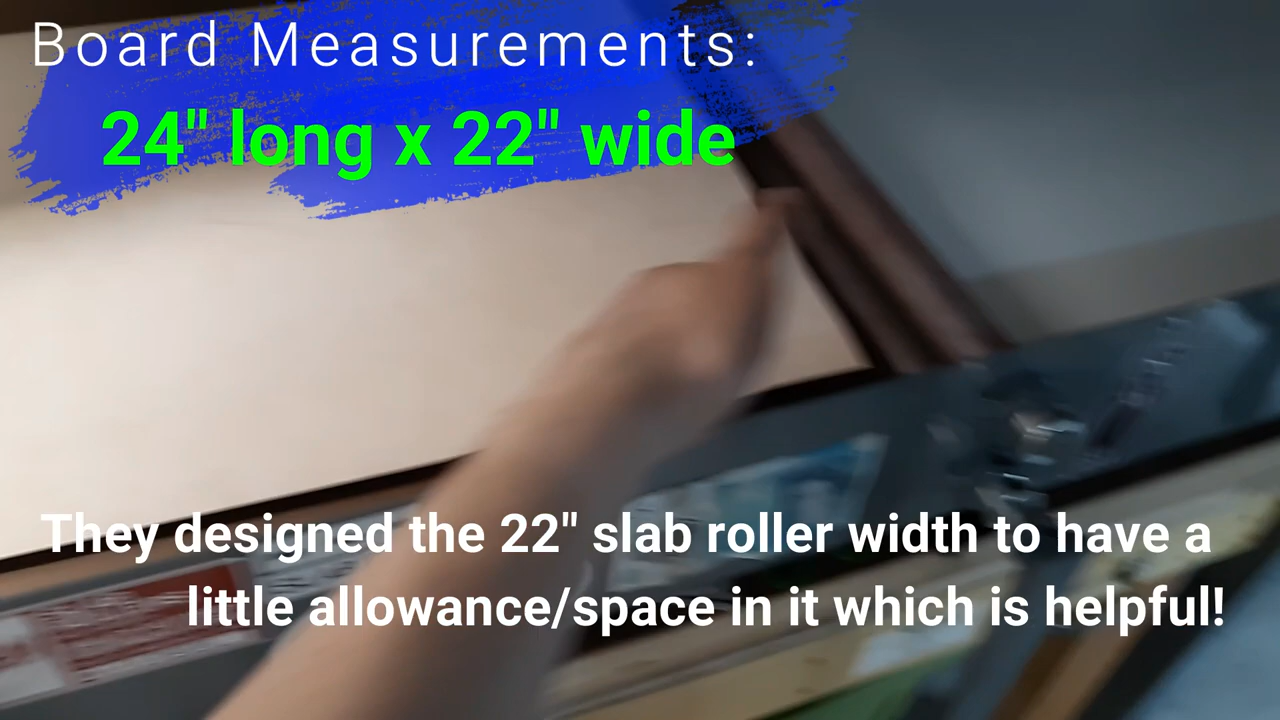 Board Measurements:
24" long x 22" wide
They designed the 22" slab roller width to have a
little allowance/space in it which is helpful!